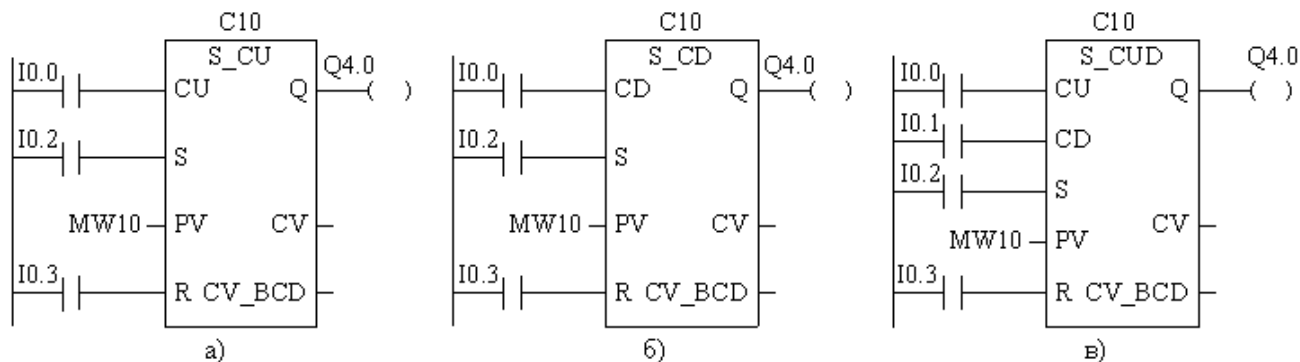 C10
S_CU
I0.0
CU
Q
Q4.0
I0.2
S
MW10
PV
CV
I0.3
R
CV_BCD
а)
C10
S_CD
I0.0
CD
Q
Q4.0
I0.2
S
MW10
PV
CV
I0.3
R
CV_BCD
б)
C10
S_CUD
I0.0
CU
Q
Q4.0
I0.1
CD
I0.2
S
MW10
PV
CV
I0.3
R
CV_BCD
в)